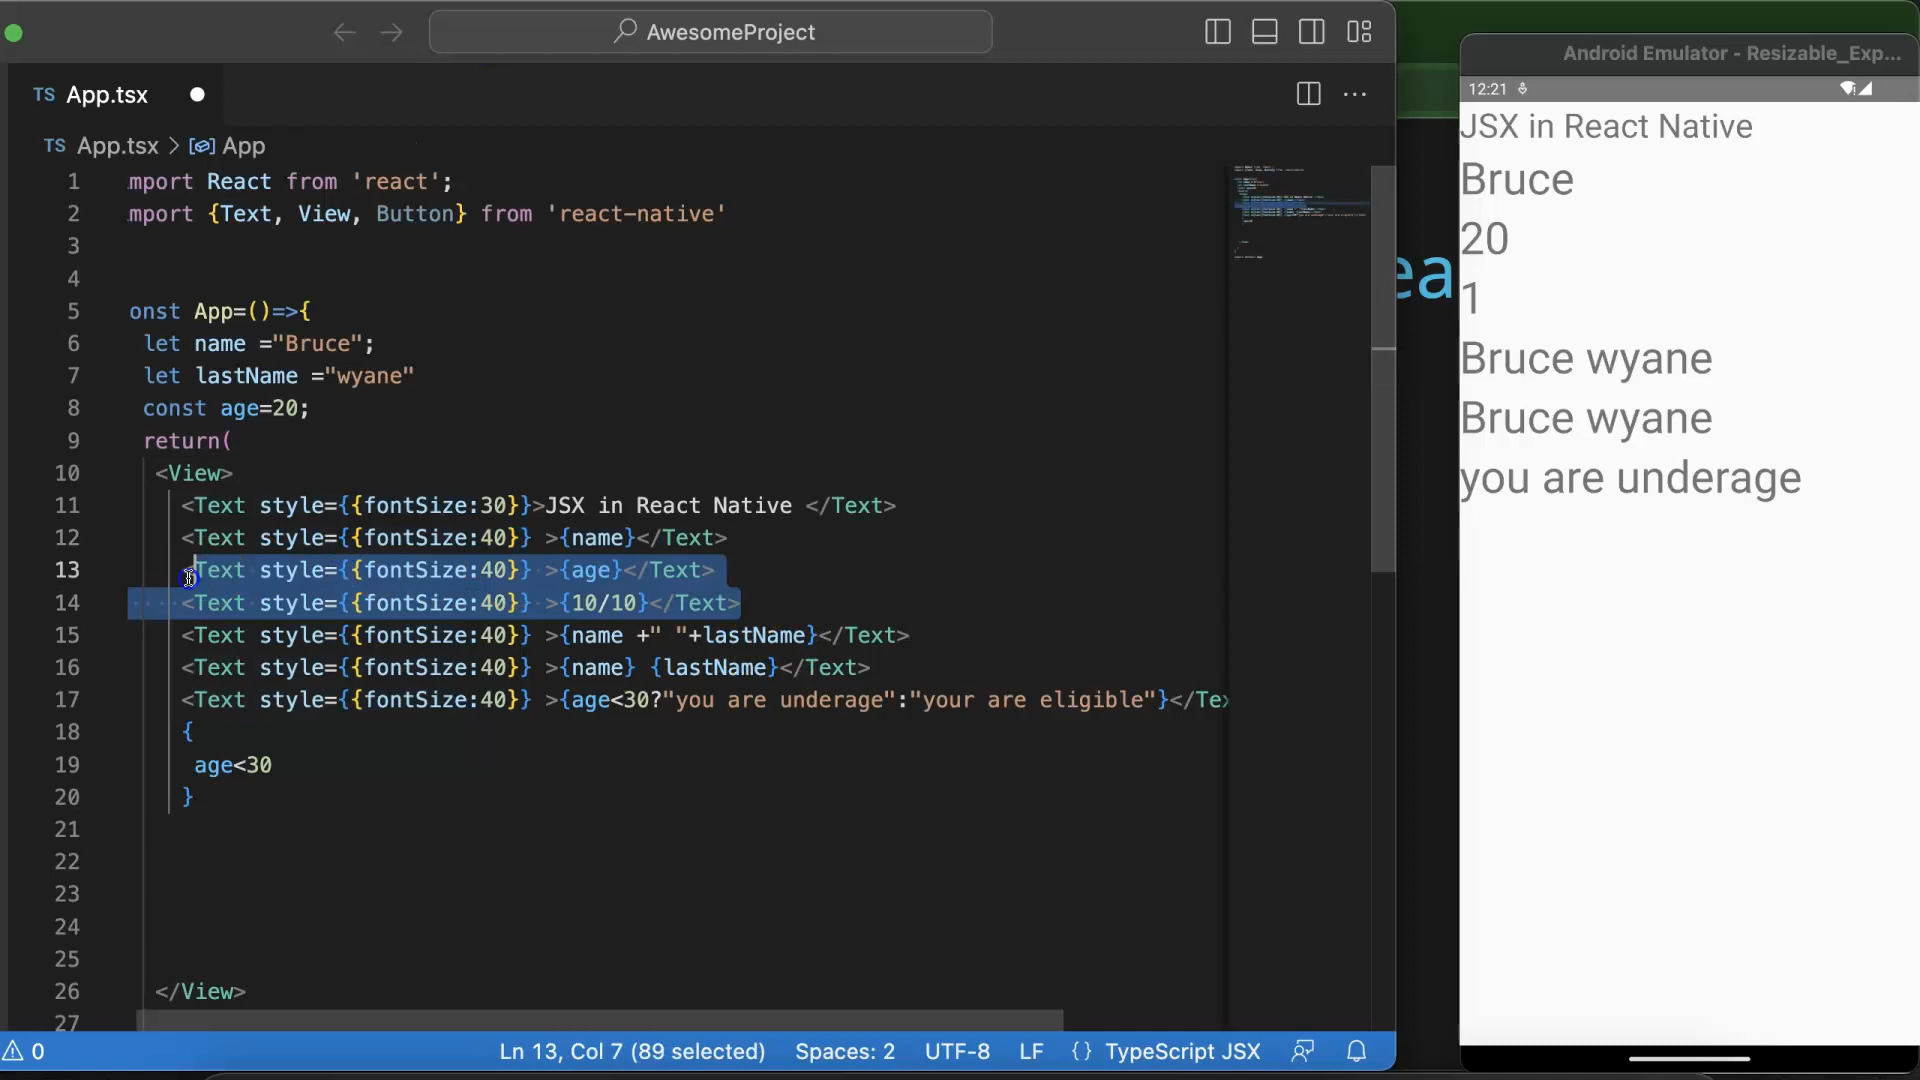 AwesomeProject
TS App.tsx
TS App.tsx > App
1 mport React from 'react';
2 mport {Text, View, Button} from 'react-native'
3
4
5 onst App=()=>{
6 let name ="Bruce";
7 let lastName ="wyane"
8 const age=20;
9 return(
10 <View>
11 <Text style={{fontSize:30}}>JSX in React Native </Text>
12 <Text style={{fontSize:40}} >{name}</Text>
13 <Text style={{fontSize:40}} >{age}</Text>
14 <Text style={{fontSize:40}} >{10/10}</Text>
15 <Text style={{fontSize:40}} >{name +" "+lastName}</Text>
16 <Text style={{fontSize:40}} >{name} {lastName}</Text>
17 <Text style={{fontSize:40}} >{age<30?"you are underage":"your are eligible"}</Tex
18 {
19 age<30
20 }
21
22
23
24
25
26 </View>
27
0 Ln 13, Col 7 (89 selected) Spaces: 2 UTF-8 LF {} TypeScript JSX
ea
Android Emulator - Resizable_Exp...
12:21
JSX in React Native
Bruce
20
1
Bruce wyane
Bruce wyane
you are underage